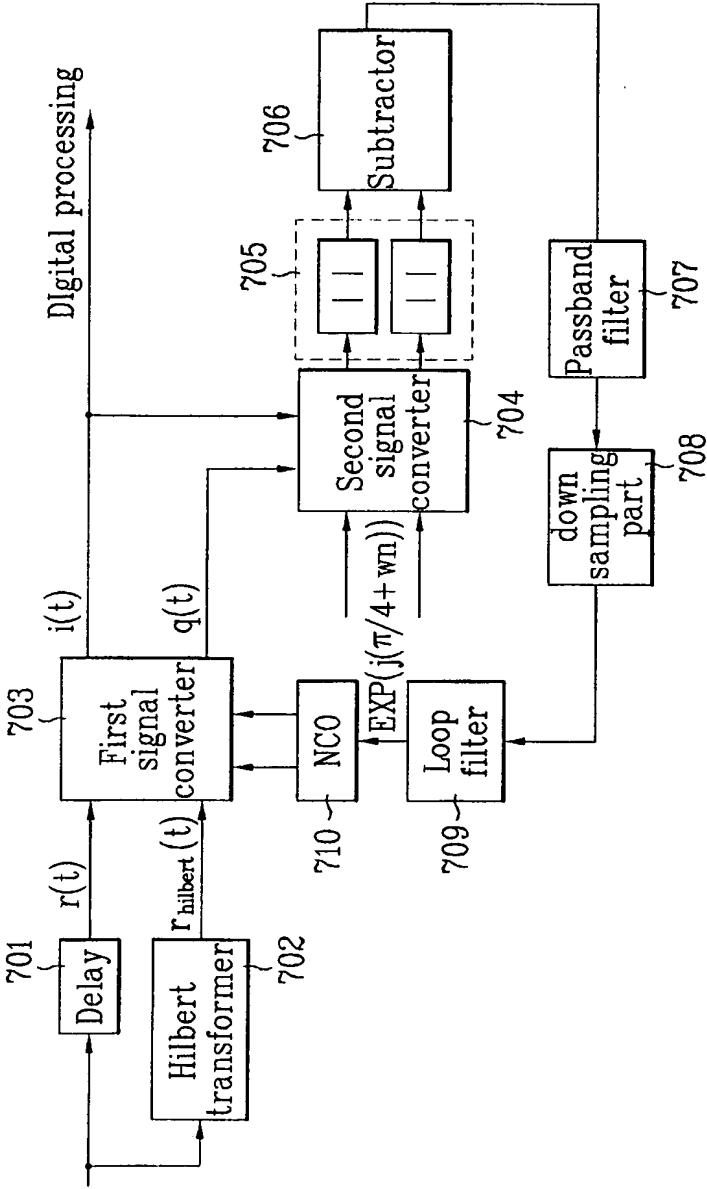 701
Delay
r(t)
Hilbert
transformer
702
r hilbert (t)
703
First
signal
converter
i(t)
q(t)
DIgital processing
NCO
710
EXP(j(π/4+wn))
Loop
filter
709
Second
signal
converter
704
705
| |
| |
706
Subtractor
Passband
filter
707
down
sampling
part
708